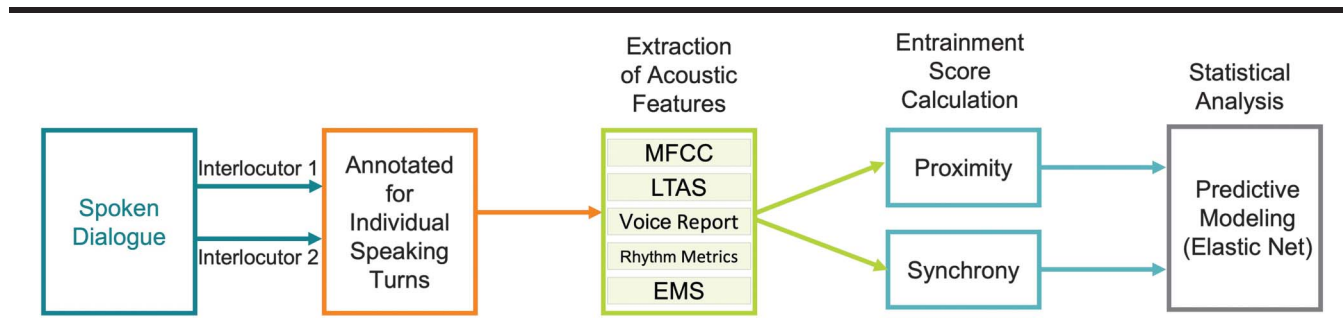 Spoken
Dialogue
Interlocutor 1
Interlocutor 2
Annotated
for
Individual
Speaking
Turns
Extraction
of Acoustic
Features
MFCC
LTAS
Voice Report
Rhythm Metrics
EMS
Entrainment
Score
Calculation
Proximity
Synchrony
Statistical
Analysis
Predictive
Modeling
(Elastic Net)